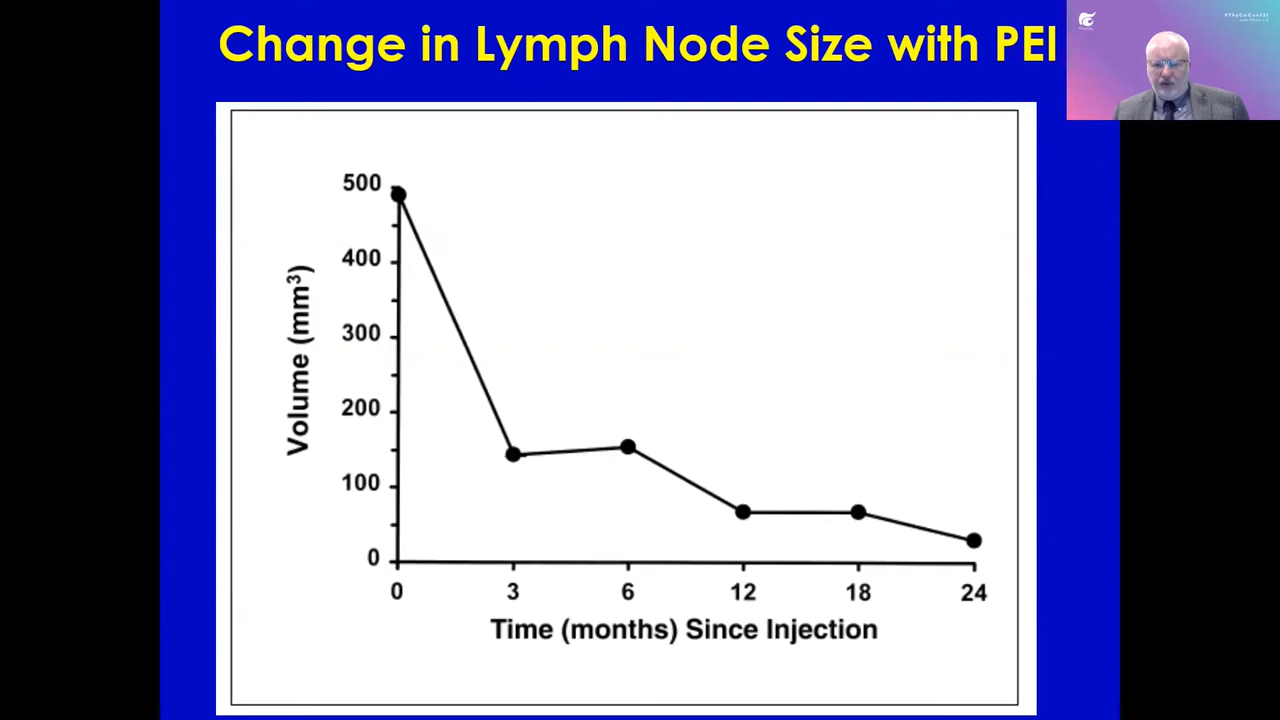 Change in Lymph Node Size with PEI
500
400
300
200
100
0
Volume (mm³)
0 3 6 12 18 24
Time (months) Since Injection